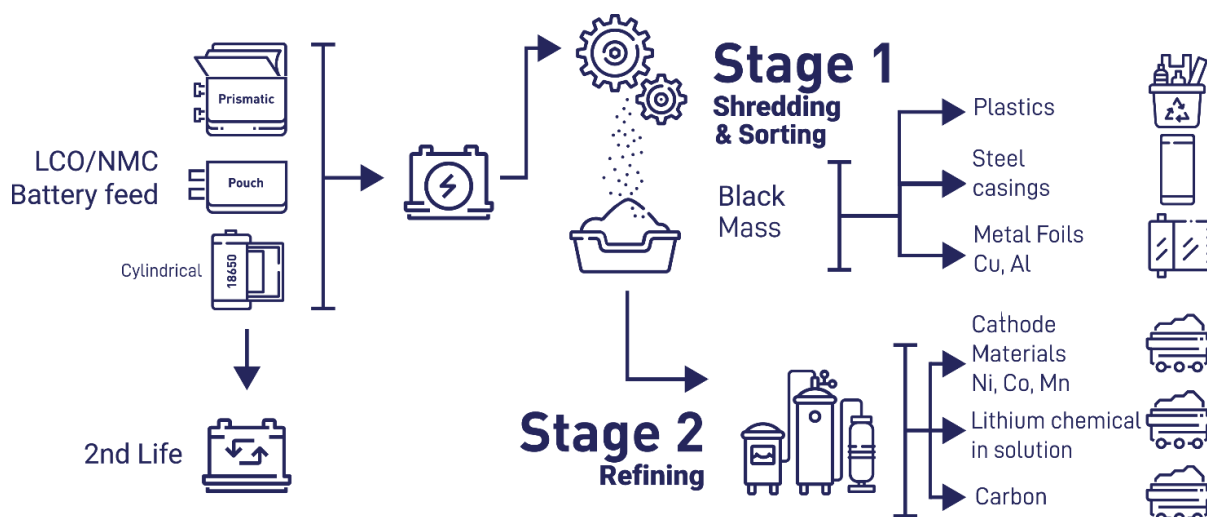 Prismatic
LCO/NMC
Battery feed
Pouch
Cylindrical
18650
2nd Life
Stage 1
Shredding
& Sorting
Black
Mass
Plastics
Steel
casings
Metal Foils
Cu, Al
Stage 2
Refining
Cathode
Materials
Ni, Co, Mn
Lithium chemical
in solution
Carbon